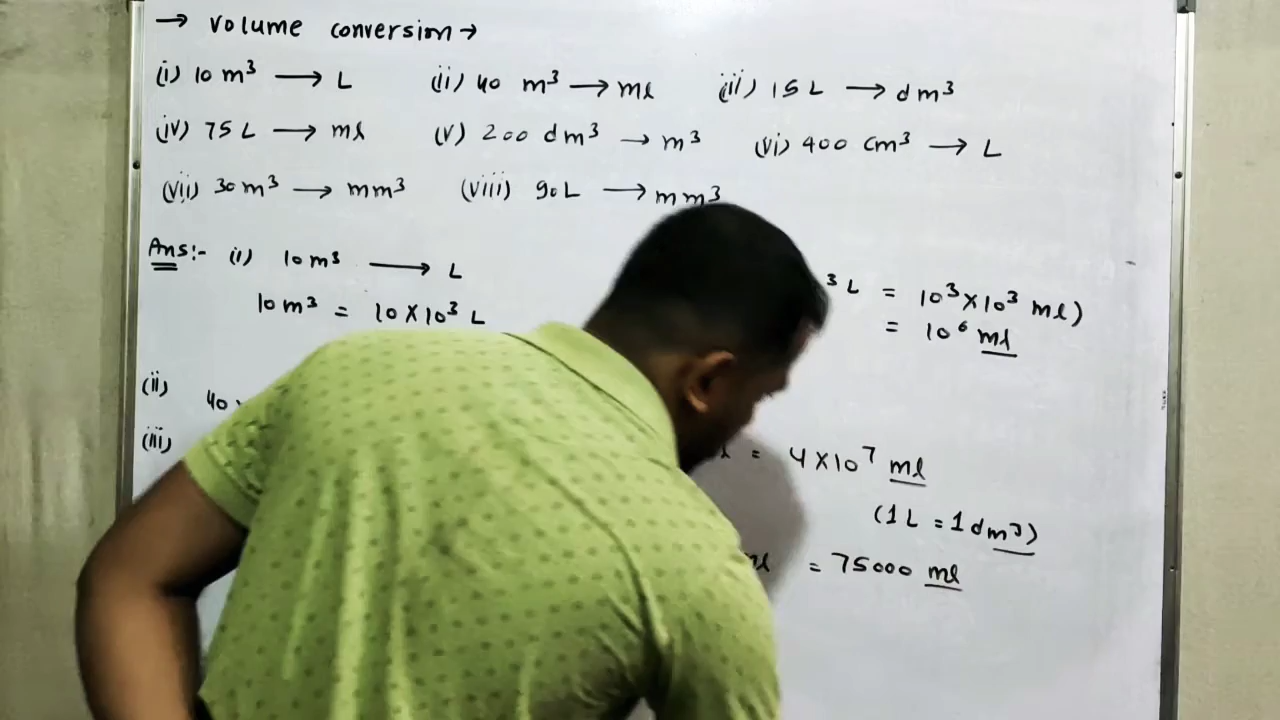 → Volume conversion →
(i) 10 m³ → L (ii) 40 m³ → ml (iii) 15 L → dm³
(iv) 75 L → ml (v) 200 dm³ → m³ (vi) 400 cm³ → L
(vii) 30 m³ → mm³ (viii) 90L → mm³
Ans:- (i) 10 m³ → L
10 m³ = 10 × 10³ L
³ L = 10³ × 10³ ml)
= 10⁶ ml
(ii) 40
= 4 × 10⁷ ml
(iii)
(1 L = 1 dm³)
= 75000 ml